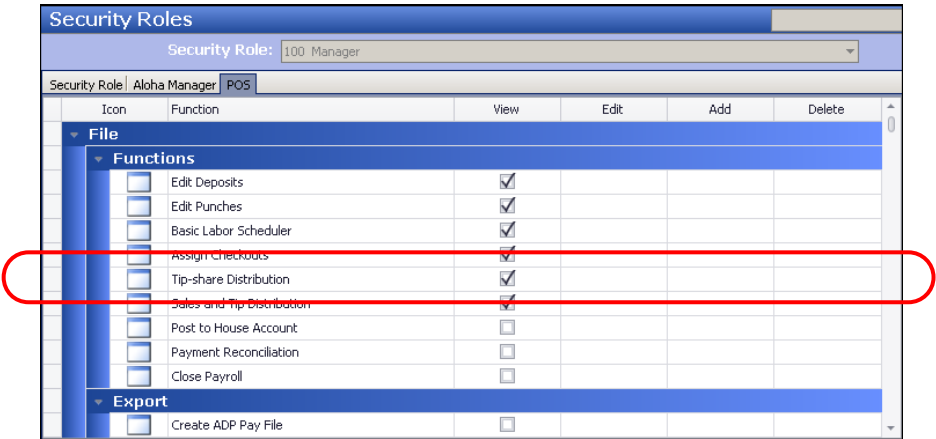 Security Roles
Security Role: 100 Manager
Security Role Aloha Manager POS
Icon Function View Edit Add Delete
File
Functions
Edit Deposits
Edit Punches
Basic Labor Scheduler
Assign Checkouts
Tip-share Distribution
Sales and Tip Distribution
Post to House Account
Payment Reconciliation
Close Payroll
Export
Create ADP Pay File